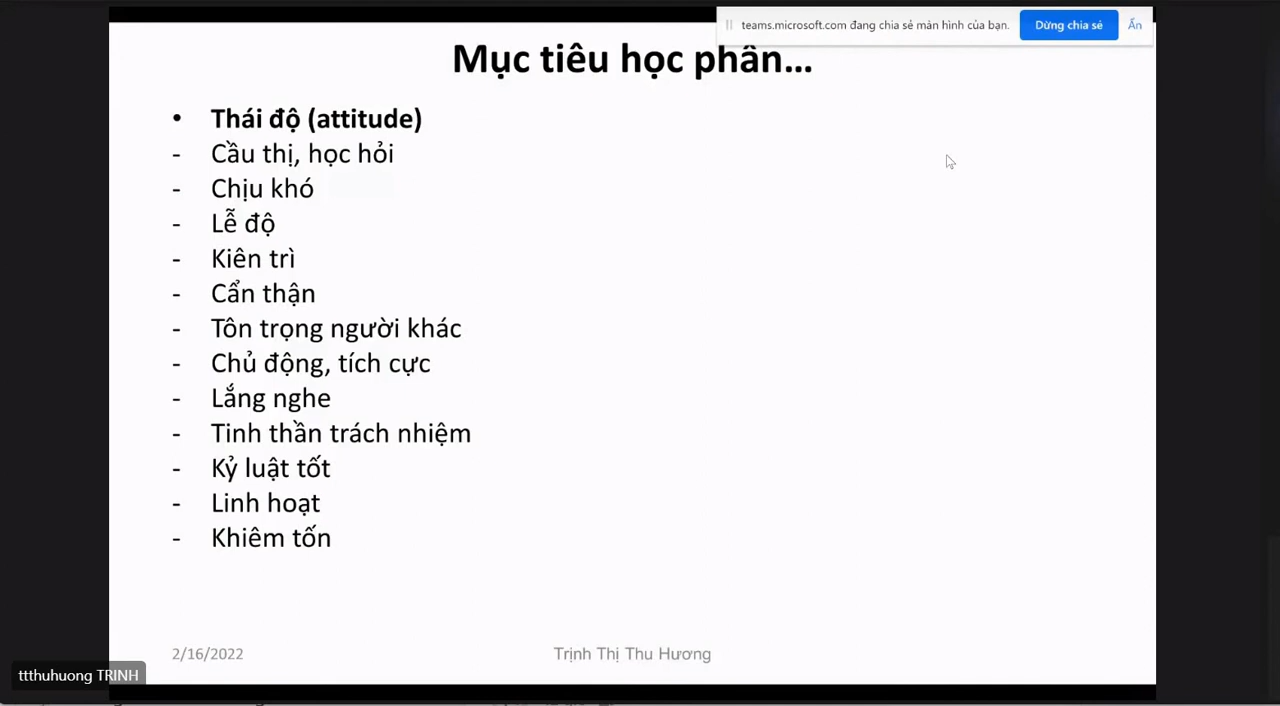 teams.microsoft.com đang chia sẻ màn hình của bạn. Dừng chia sẻ Ẩn
Mục tiêu học phần...
• Thái độ (attitude)
- Cầu thị, học hỏi
- Chịu khó
- Lễ độ
- Kiên trì
- Cẩn thận
- Tôn trọng người khác
- Chủ động, tích cực
- Lắng nghe
- Tinh thần trách nhiệm
- Kỷ luật tốt
- Linh hoạt
- Khiêm tốn
2/16/2022 Trịnh Thị Thu Hương
ttthuhuong TRINH